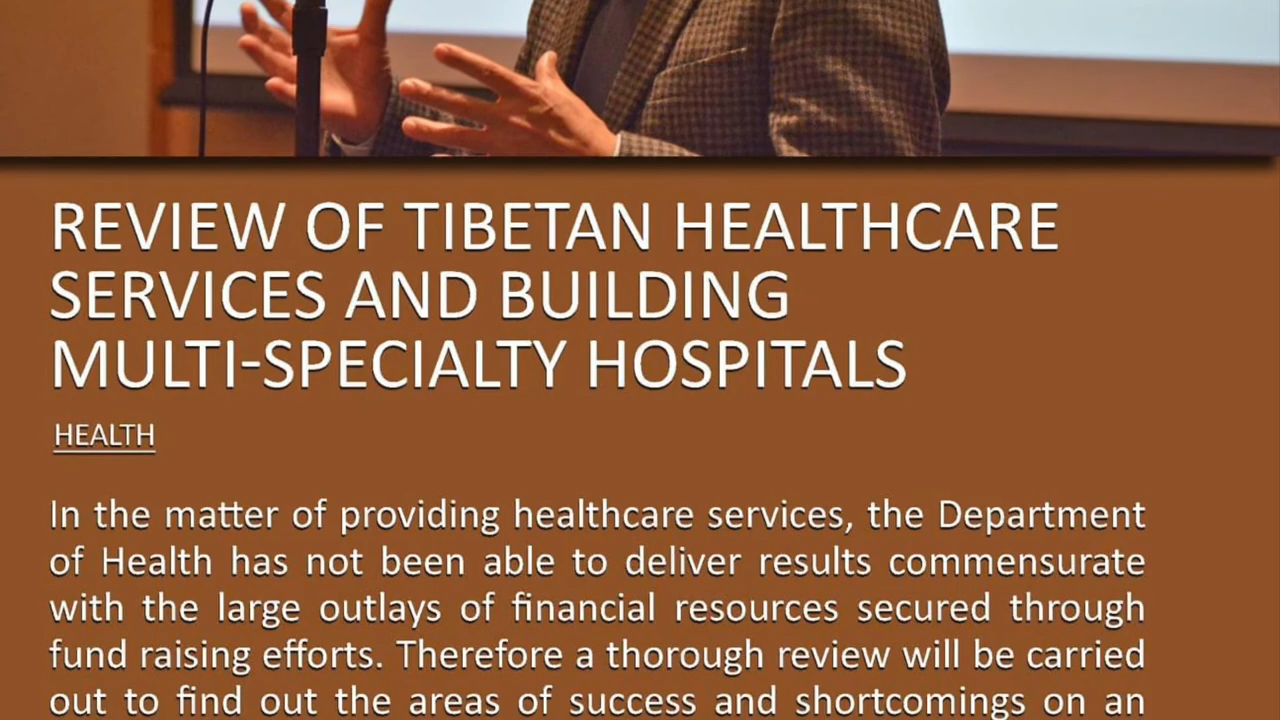 REVIEW OF TIBETAN HEALTHCARE
SERVICES AND BUILDING
MULTI-SPECIALTY HOSPITALS
HEALTH
In the matter of providing healthcare services, the Department
of Health has not been able to deliver results commensurate
with the large outlays of financial resources secured through
fund raising efforts. Therefore a thorough review will be carried
out to find out the areas of success and shortcomings on an